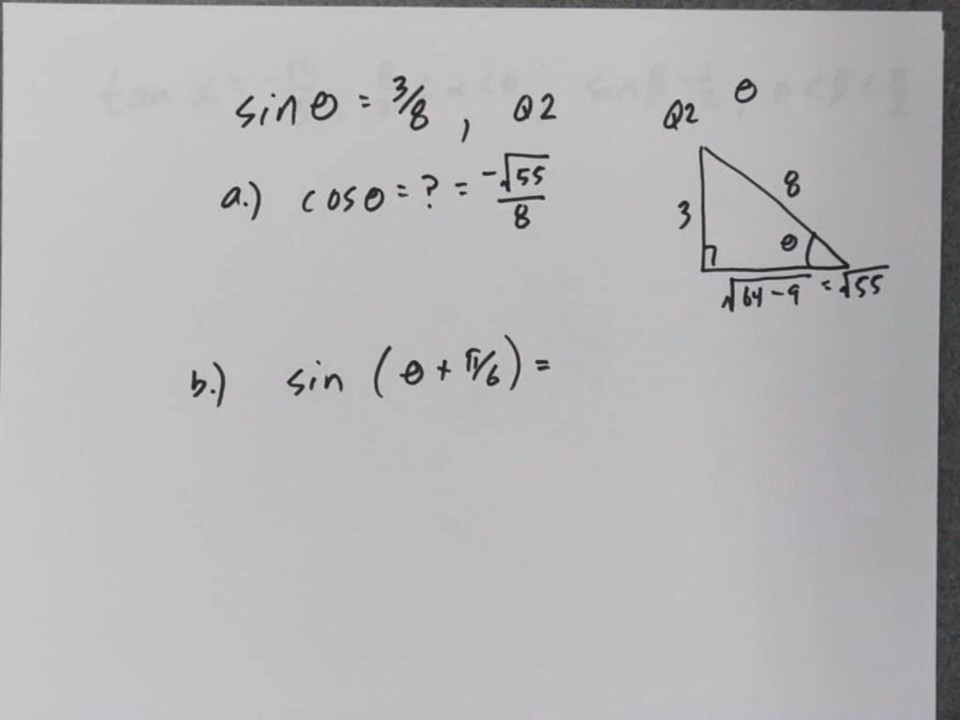 sin θ = 3/8 , Q2
a.) cos θ = ? = -√55/8
b.) sin (θ + π/6) =
Q2 θ
8
3
θ
√64-9 = √55